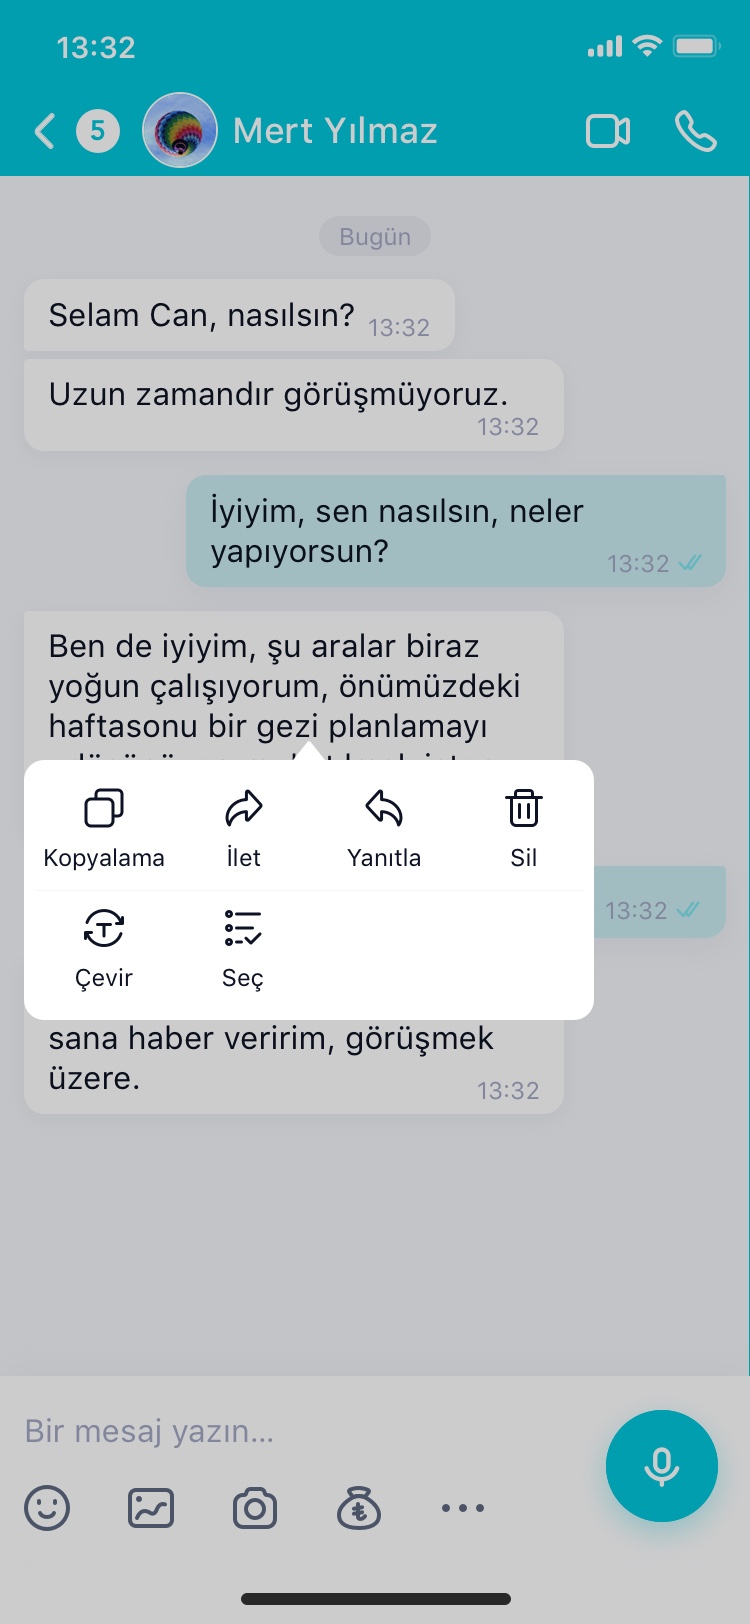 13:32
5 Mert Yılmaz
Bugün
Selam Can, nasılsın? 13:32
Uzun zamandır görüşmüyoruz.
13:32
İyiyim, sen nasılsın, neler
yapıyorsun? 13:32
Ben de iyiyim, şu aralar biraz
yoğun çalışıyorum, önümüzdeki
haftasonu bir gezi planlamayı
Kopyalama İlet Yanıtla Sil
13:32
Çevir Seç
sana haber veririm, görüşmek
üzere. 13:32
Bir mesaj yazın...